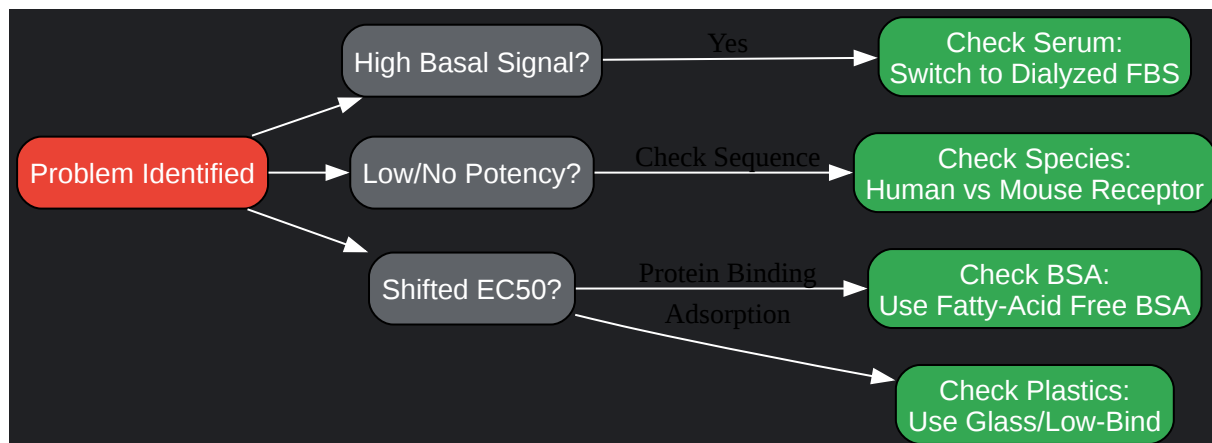 High Basal Signal?
Yes
Check Serum:
Switch to Dialyzed FBS
Problem Identified
Low/No Potency?
Check Sequence
Check Species:
Human vs Mouse Receptor
Shifted EC50?
Protein Binding
Adsorption
Check BSA:
Use Fatty-Acid Free BSA
Check Plastics:
Use Glass/Low-Bind